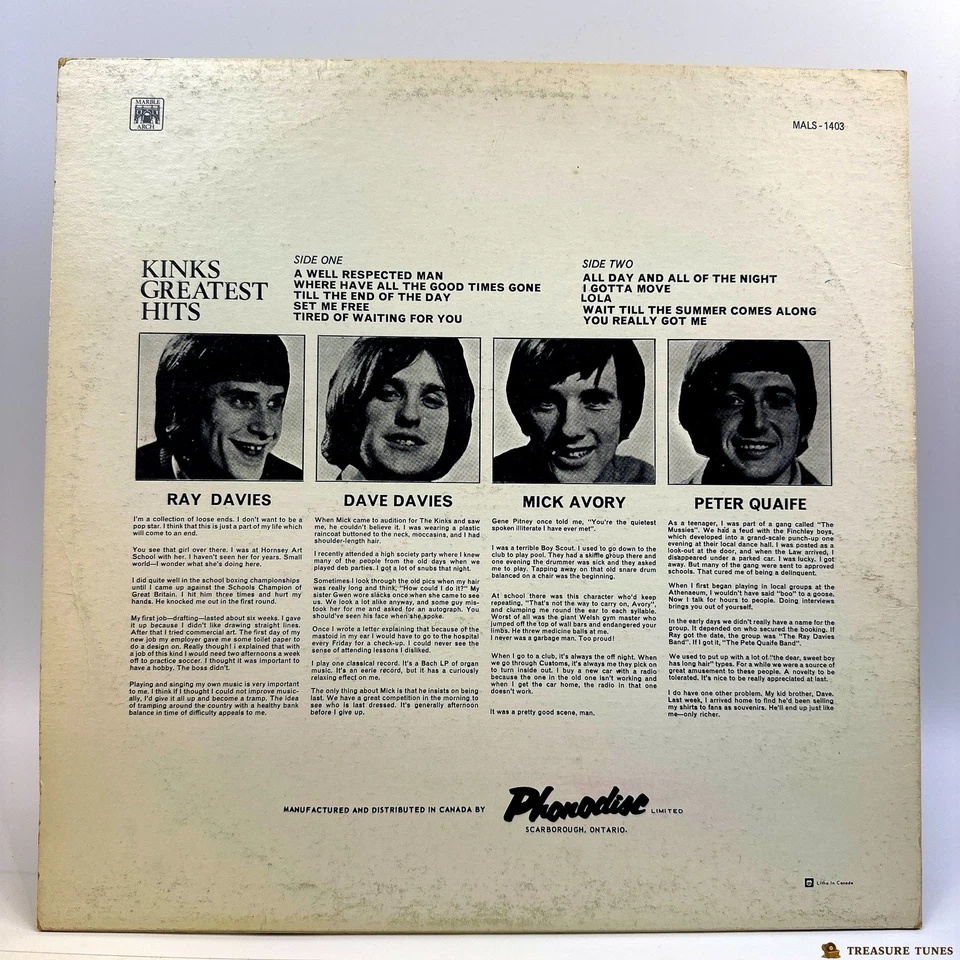 MARBLE
ARCH
MALS-1403
KINKS
GREATEST
HITS
SIDE ONE
A WELL RESPECTED MAN
WHERE HAVE ALL THE GOOD TIMES GONE
TILL THE END OF THE DAY
SET ME FREE
TIRED OF WAITING FOR YOU
SIDE TWO
ALL DAY AND ALL OF THE NIGHT
I GOTTA MOVE
LOLA
WAIT TILL THE SUMMER COMES ALONG
YOU REALLY GOT ME
RAY DAVIES
I'm a collection of loose ends. I don't want to be a
pop star. I think that this is just a part of my life which
will come to an end.
You see that girl over there. I was at Hornsey Art
School with her. I haven't seen her for years. Small
world—I wonder what she's doing here.
I did quite well in the school boxing championships
until I came up against the Schools Champion of
Great Britain. I hit him three times and hurt my
hands. He knocked me out in the first round.
My first job—drafting—lasted about six weeks. I gave
it up because I didn't like drawing straight lines.
After that I tried commercial art. The first day of my
new job my employer gave me some toilet paper to
do a design on. Really though! i explained that with
a job of this kind I would need two afternoons a week
off to practice soccer. I thought it was important to
have a hobby. The boss didn't.
Playing and singing my own music is very important
to me. I think if I thought I could not improve music-
ally, I'd give it all up and become a tramp. The idea
of tramping around the country with a healthy bank
balance in time of difficulty appeals to me.
DAVE DAVIES
When Mick came to audition for The Kinks and saw
me, he couldn't believe it. I was wearing a plastic
raincoat buttoned to the neck, moccasins, and I had
shoulder-length hair.
I recently attended a high society party where I knew
many of the people from the old days when we
played deb parties. I got a lot of snubs that night.
Sometimes I look through the old pics when my hair
was really long and think, "How could I do it?" My
sister Gwen wore slacks once when she came to see
us. We look a lot alike anyway, and some guy mis-
took her for me and asked for an autograph. You
should've seen his face when she spoke.
Once I wrote a letter explaining that because of the
mastoid in my ear I would have to go to the hospital
every Friday for a check-up. I could never see the
sense of attending lessons I disliked.
I play one classical record. It's a Bach LP of organ
music. It's an eerie record, but it has a curiously
relaxing effect on me.
The only thing about Mick is that he insists on being
last. We have a great competition in the morning to
see who is last dressed. It's generally afternoon
before I give up.
MICK AVORY
Gene Pitney once told me, "You're the quietest
spoken illiterate I have ever met".
I was a terrible Boy Scout. I used to go down to the
club to play pool. They had a skiffle group there and
one evening the drummer was sick and they asked
me to play. Tapping away on that old snare drum
balanced on a chair was the beginning.
At school there was this character who'd keep
repeating, "That's not the way to carry on, Avory",
and clumping me round the ear to each syllable.
Worst of all was the giant Welsh gym master who
jumped off the top of wall bars and endangered your
limbs. He threw medicine balls at me.
I never was a garbage man. Too proud!
When I go to a club, it's always the off night. When
we go through Customs, it's always me they pick on
to turn inside out. I buy a new car with a radio
because the one in the old one isn't working and
when I get the car home, the radio in that one
doesn't work.
It was a pretty good scene, man.
PETER QUAIFE
As a teenager, I was part of a gang called "The
Mussies". We had a feud with the Finchley boys,
which developed into a grand-scale punch-up one
evening at their local dance hall. I was posted as a
look-out at the door, and when the Law arrived, I
disappeared under a parked car. I was lucky. I got
away. But many of the gang were sent to approved
schools. That cured me of being a delinquent.
When I first began playing in local groups at the
Athenaeum, I wouldn't have said "boo" to a goose.
Now I talk for hours to people. Doing interviews
brings you out of yourself.
In the early days we didn't really have a name for the
group. It depended on who secured the booking. If
Ray got the date, the group was "The Ray Davies
Band". If I got it, "The Pete Quaife Band".
We used to put up with a lot of "the dear, sweet boy
has long hair" types. For a while we were a source of
great amusement to these people. A novelty to be
tolerated. It's nice to be really appreciated at last.
I do have one other problem. My kid brother, Dave.
Last week, I arrived home to find he'd been selling
my shirts to fans as souvenirs. He'll end up just like
me—only richer.
MANUFACTURED AND DISTRIBUTED IN CANADA BY
Phonodisc LIMITED
SCARBOROUGH, ONTARIO.
Litho in Canada
TREASURE TUNES